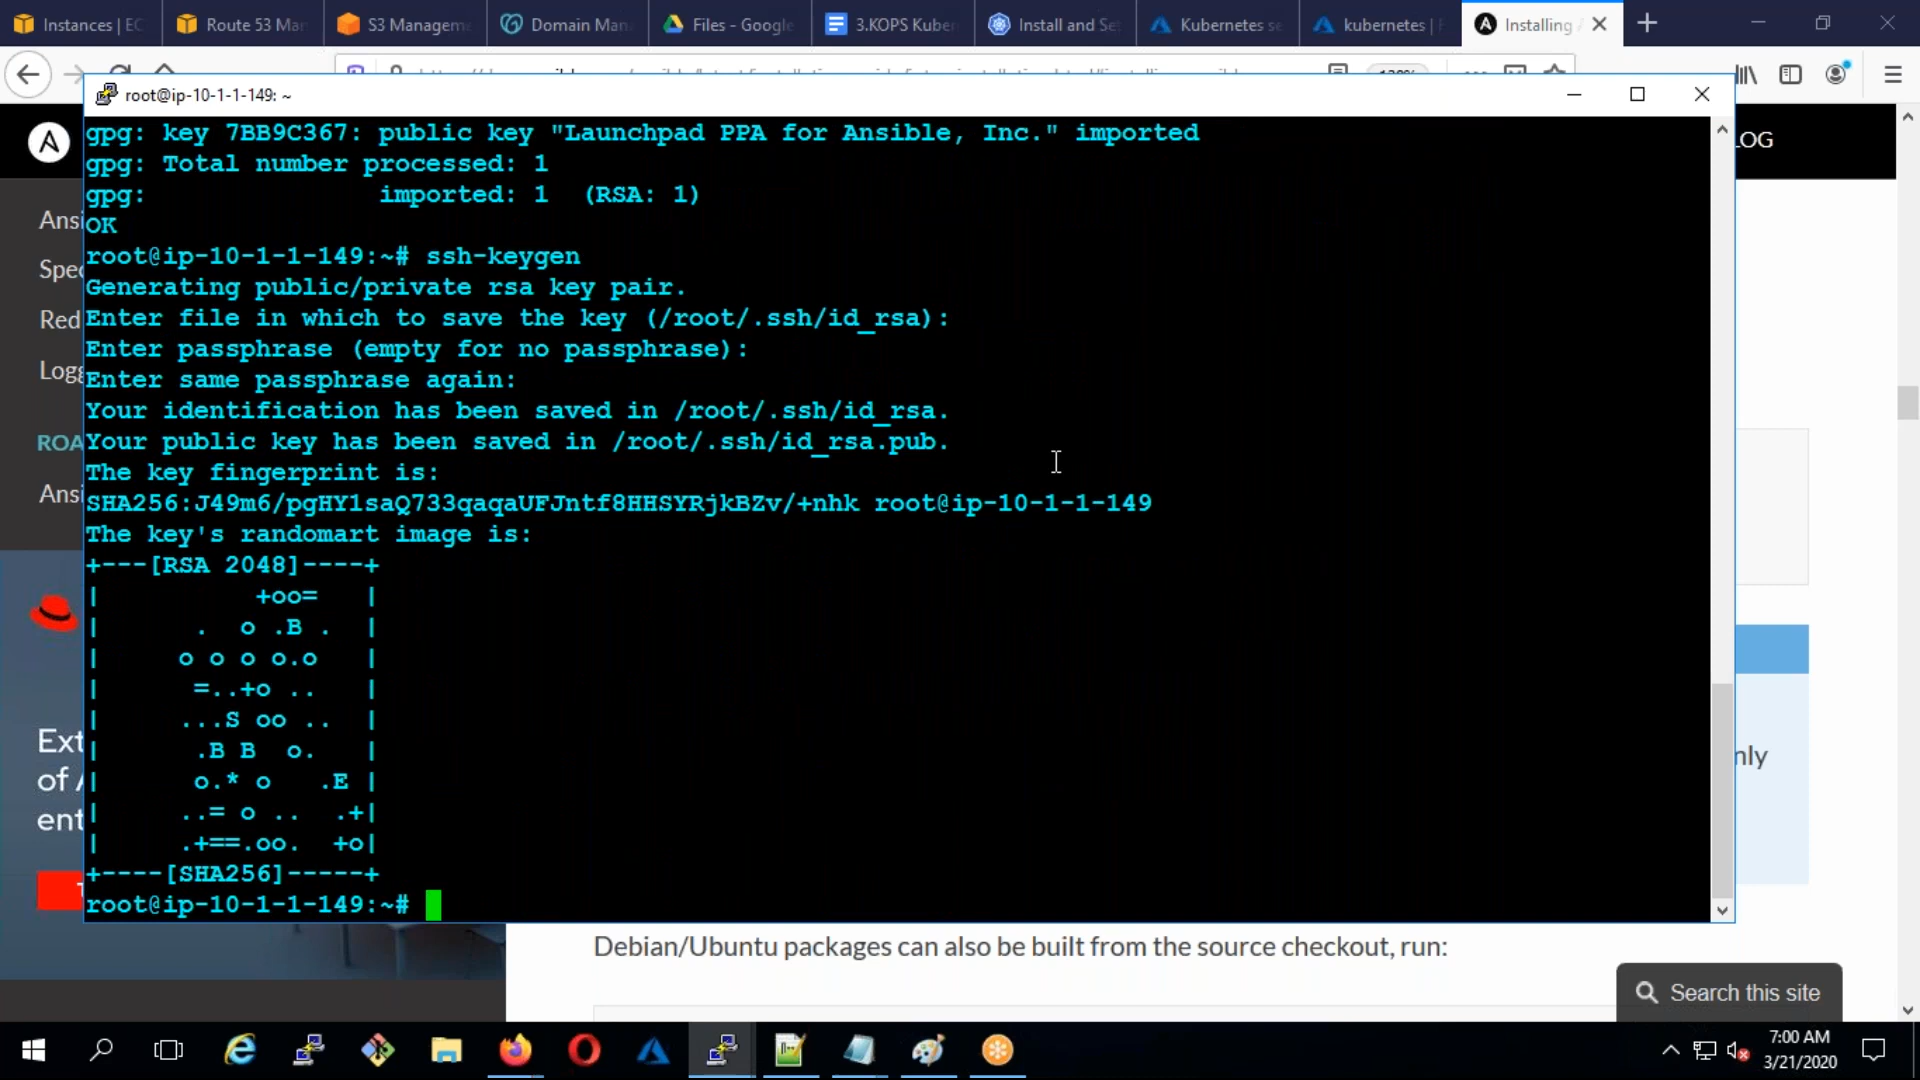 Instances | EC
Route 53 Man
S3 Manageme
Domain Man
Files - Google
3.KOPS Kuber
Install and Set
Kubernetes se
kubernetes |
Installing A
root@ip-10-1-1-149: ~
LOG
gpg: key 7BB9C367: public key "Launchpad PPA for Ansible, Inc." imported
gpg: Total number processed: 1
gpg:               imported: 1  (RSA: 1)
OK
root@ip-10-1-1-149:~# ssh-keygen
Generating public/private rsa key pair.
Enter file in which to save the key (/root/.ssh/id_rsa):
Enter passphrase (empty for no passphrase):
Enter same passphrase again:
Your identification has been saved in /root/.ssh/id_rsa.
Your public key has been saved in /root/.ssh/id_rsa.pub.
The key fingerprint is:
SHA256:J49m6/pgHY1saQ733qaqaUFJntf8HHSYRjkBZv/+nhk root@ip-10-1-1-149
The key's randomart image is:
+---[RSA 2048]----+
|          +oo=   |
|      .  o .B .  |
|     o o o o.o   |
|      =..+o ..   |
|     ...S oo ..  |
|      .B B  o.   |
|      o.* o   .E |
|     ..= o ..  .+|
|     .+==.oo.  +o|
+----[SHA256]-----+
root@ip-10-1-1-149:~#
Ansi
Spec
Red
Logg
ROA
Ansi
Ext
of A
ent
nly
Debian/Ubuntu packages can also be built from the source checkout, run:
Search this site
7:00 AM
3/21/2020